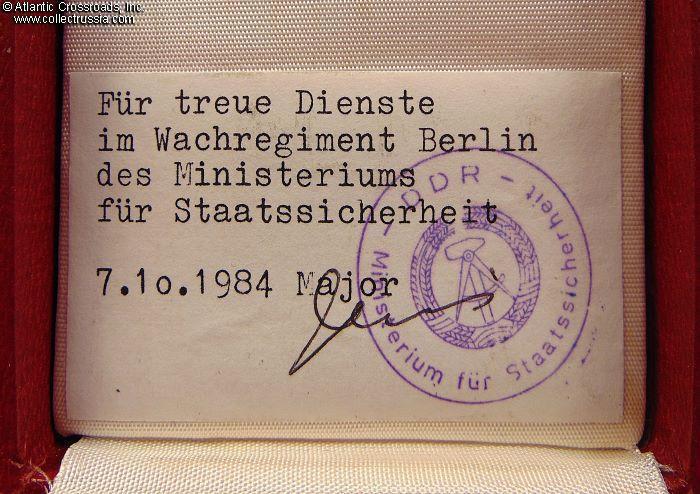 © Atlantic Crossroads, Inc.
www.collectrussia.com
Für treue Dienste
im Wachregiment Berlin
des Ministeriums
für Staatssicherheit
7.1o.1984 Major
- DDR -
Ministerium für Staatssicherheit